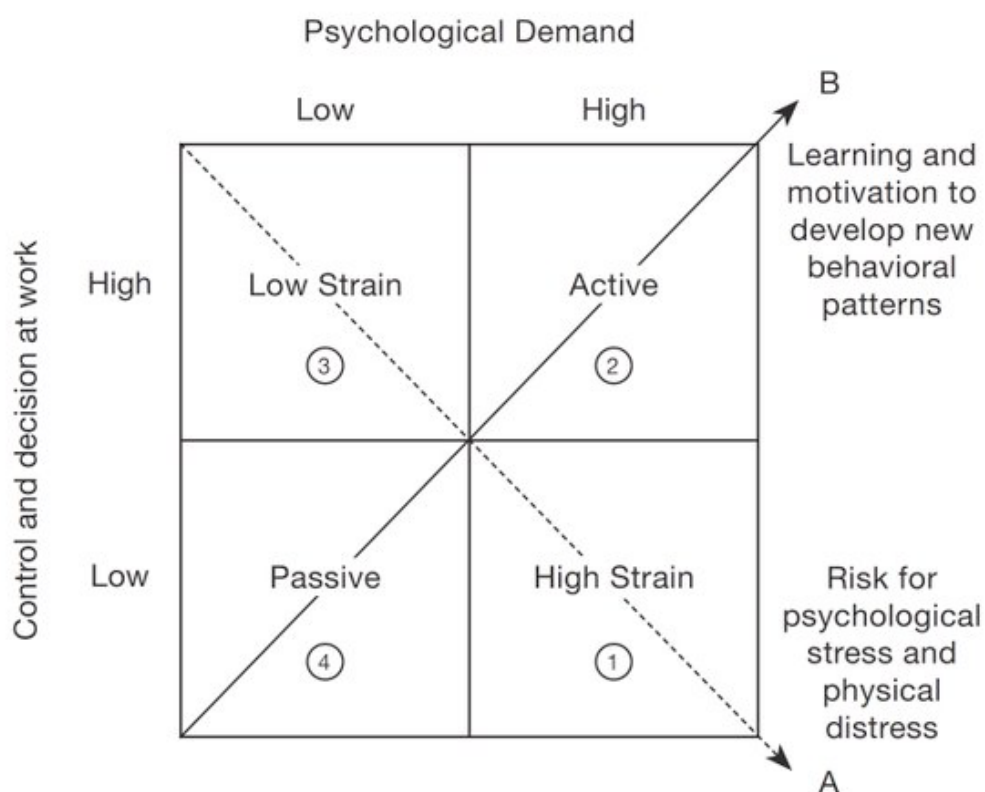 Psychological Demand
Low
High
B
Learning and
motivation to
develop new
behavioral
patterns
Control and decision at work
High
Low Strain
Active
3
2
Low
Passive
High Strain
4
1
Risk for
psychological
stress and
physical
distress
A